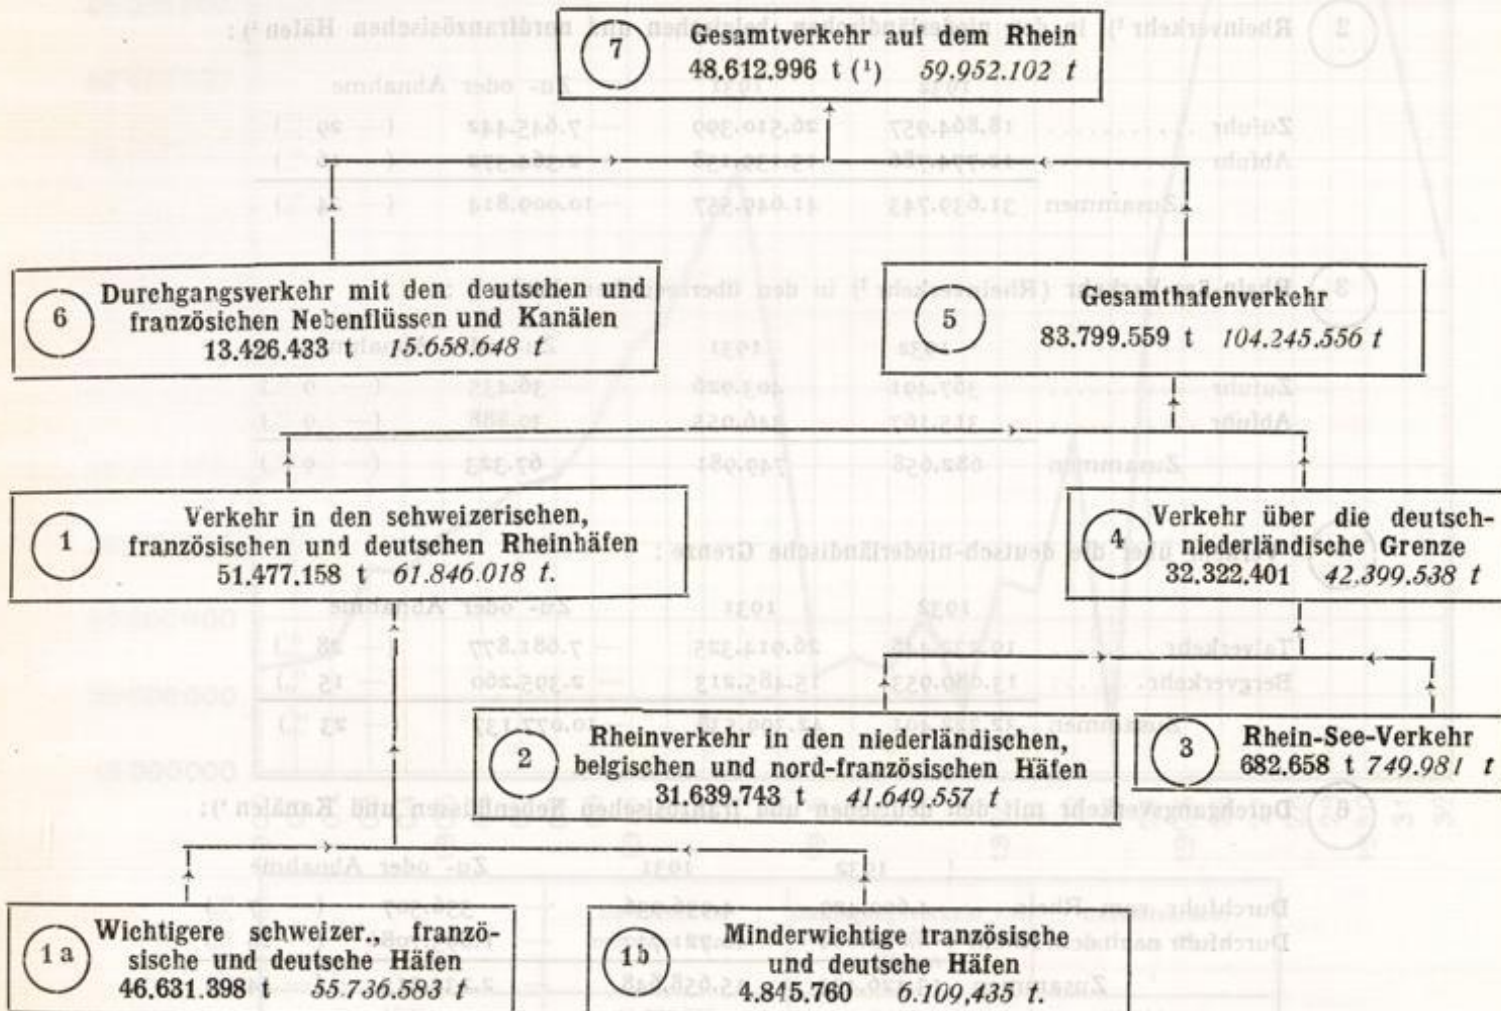 7
Gesamtverkehr auf dem Rhein
48.612.996 t (¹) 59.952.102 t
6
Durchgangsverkehr mit den deutschen und
französichen Nebenflüssen und Kanälen
13.426.433 t 15.658.648 t.
5
Gesamthafenverkehr
83.799.559 t 104.245.556 t
1
Verkehr in den schweizerischen,
französischen und deutschen Rheinhäfen
51.477.158 t 61.846.018 t.
4
Verkehr über die deutsch-
niederländische Grenze
32.322.401 42.399.538 t
2
Rheinverkehr in den niederländischen,
belgischen und nord-französischen Häfen
31.639.743 t 41.649.557 t
3
Rhein-See-Verkehr
682.658 t 749.981 t
1 a
Wichtigere schweizer., franzö-
sische und deutsche Häfen
46.631.398 t 55.736.583 t
1b
Minderwichtige tranzösische
und deutsche Häfen
4.845.760 6.109,435 t.